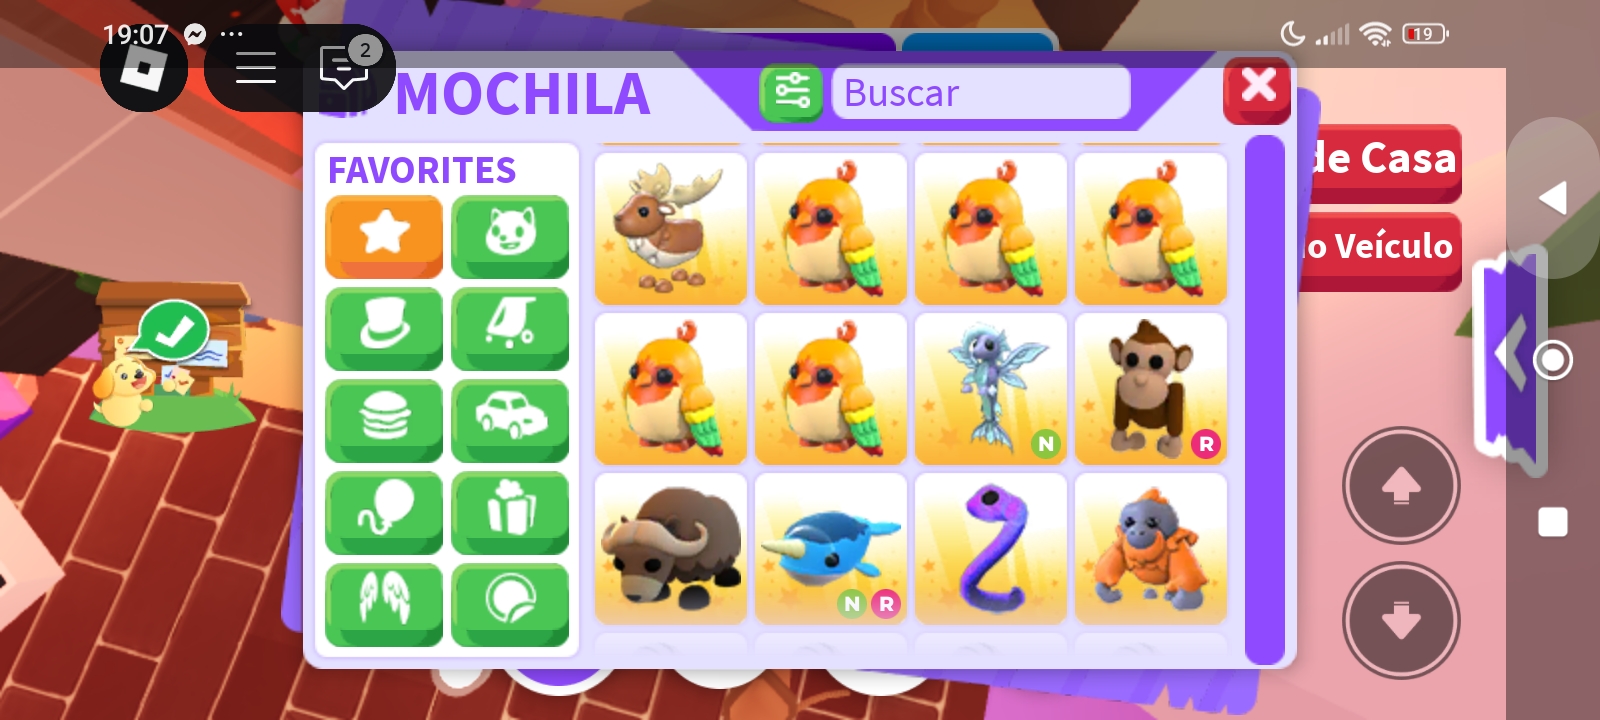 19:07
2
19
MOCHILA
Buscar
FAVORITES
de Casa
o Veículo
N
R
N R